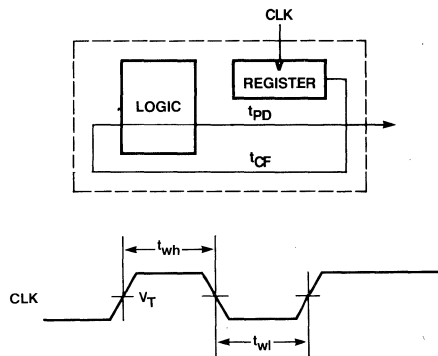 CLK
REGISTER
LOGIC
tPD
tCF
twh
CLK
VT
twl